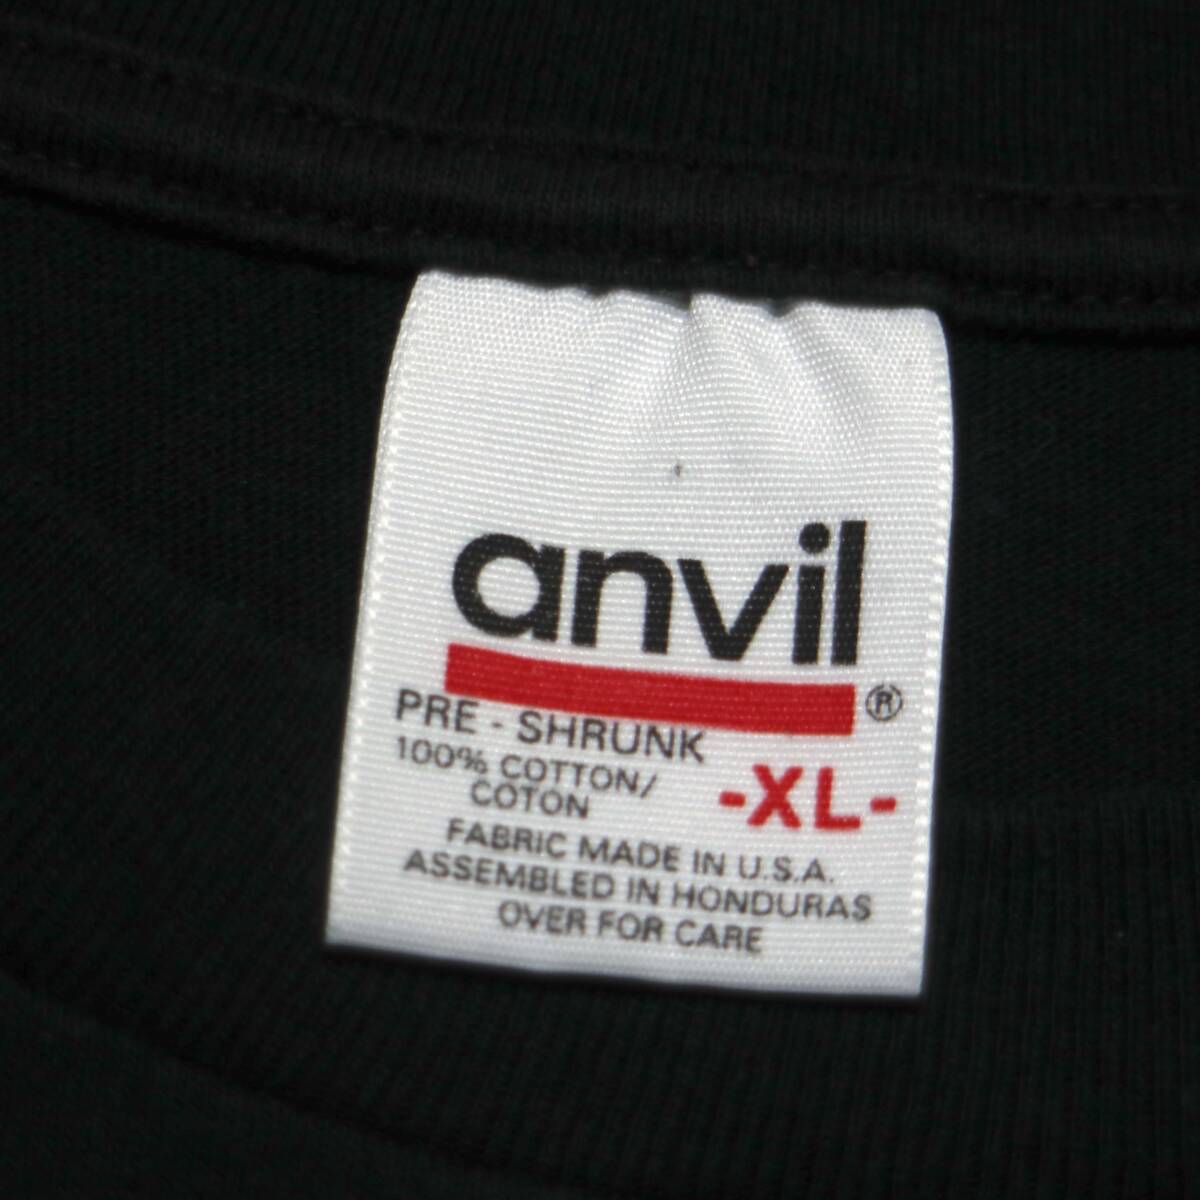 anvil
®
PRE - SHRUNK
100% COTTON/
COTON
-XL-
FABRIC MADE IN U.S.A.
ASSEMBLED IN HONDURAS
OVER FOR CARE